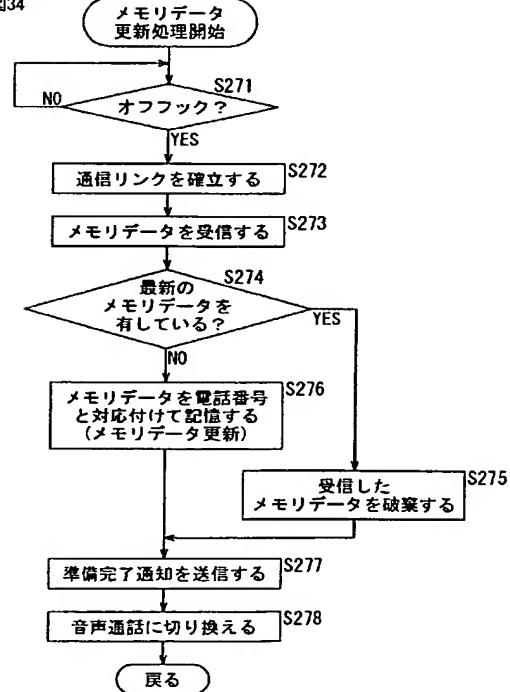 図34
メモリデータ
更新処理開始
S271
NO
オフフック？
YES
通信リンクを確立する
S272
メモリデータを受信する
S273
S274
最新の
メモリデータを
有している？
YES
NO
メモリデータを電話番号
と対応付けて記憶する
（メモリデータ更新）
S276
受信した
メモリデータを破棄する
S275
準備完了通知を送信する
S277
音声通話に切り換える
S278
戻る